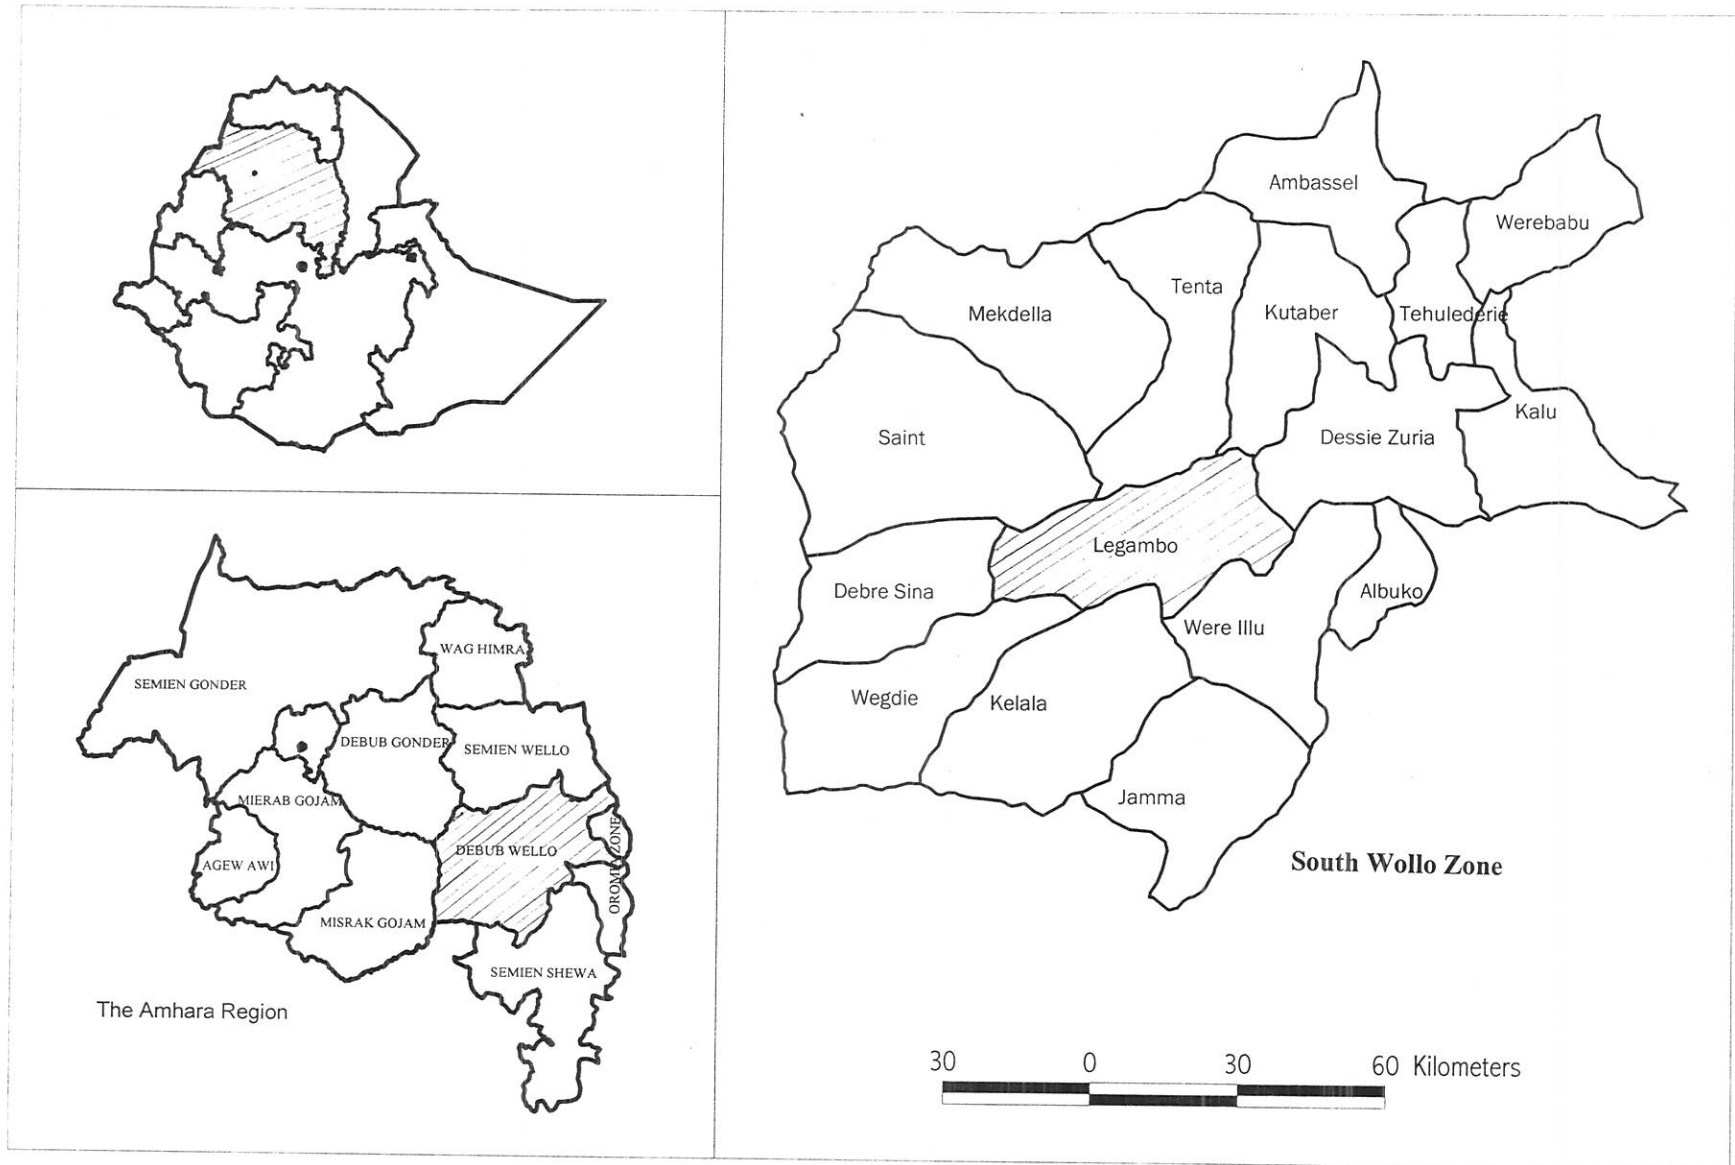 Ambassel
Werebabu
Tenta
Mekdella
Kutaber
Tehulederie
Kalu
Saint
Dessie Zuria
Legambo
Debre Sina
Albuko
Were Illu
Wegdie
Kelala
Jamma
South Wollo Zone
30 0 30 60 Kilometers
WAG HIMRA
SEMIEN GONDER
DEBUB GONDER
SEMIEN WELLO
MIERAB GOJAM
DEBUB WELLO
AGEW AWI
OROMIA ZONE
MISRAK GOJAM
SEMIEN SHEWA
The Amhara Region